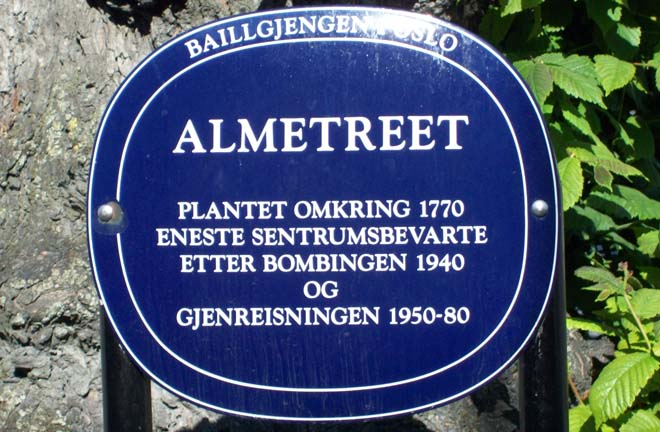 BAILLGJENGEN OSLO
ALMETREET
PLANTET OMKRING 1770
ENESTE SENTRUMSBEVARTE
ETTER BOMBINGEN 1940
OG
GJENREISNINGEN 1950-80